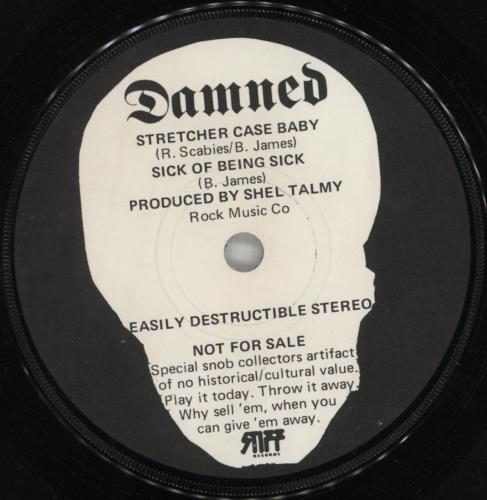 Damned
STRETCHER CASE BABY
(R. Scabies/B. James)
SICK OF BEING SICK
(B. James)
PRODUCED BY SHEL TALMY
Rock Music Co
EASILY DESTRUCTIBLE STEREO
NOT FOR SALE
Special snob collectors artifact
of no historical/cultural value.
Play it today. Throw it away.
Why sell 'em, when you
can give 'em away.
STIFF
RECORDS